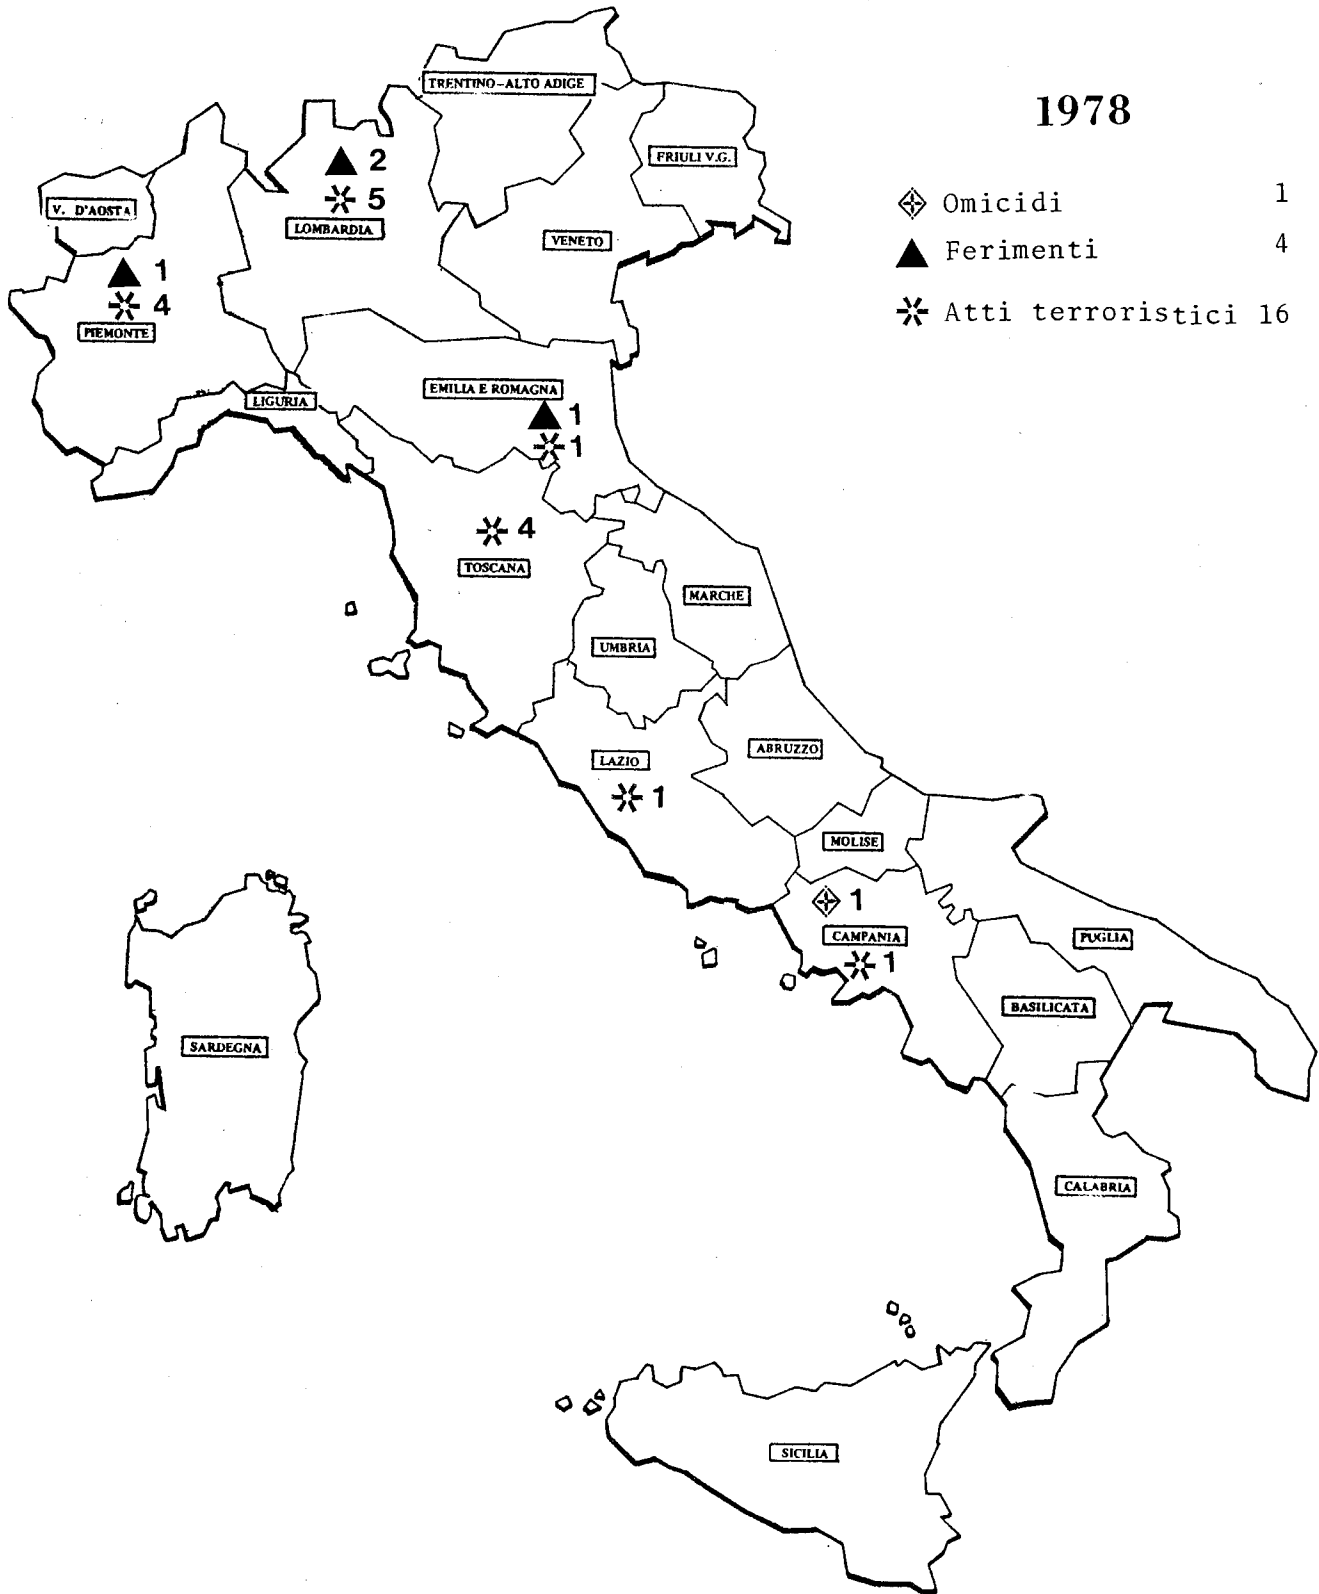 TRENTINO-ALTO ADIGE
1978
FRIULI V.G.
2
Omicidi 1
5
V. D'AOSTA
LOMBARDIA
VENETO
Ferimenti 4
1
4
Atti terroristici 16
PIEMONTE
EMILIA E ROMAGNA
LIGURIA
1
1
4
TOSCANA
MARCHE
UMBRIA
ABRUZZO
LAZIO
1
MOLISE
1
CAMPANIA
PUGLIA
1
BASILICATA
SARDEGNA
CALABRIA
SICILIA